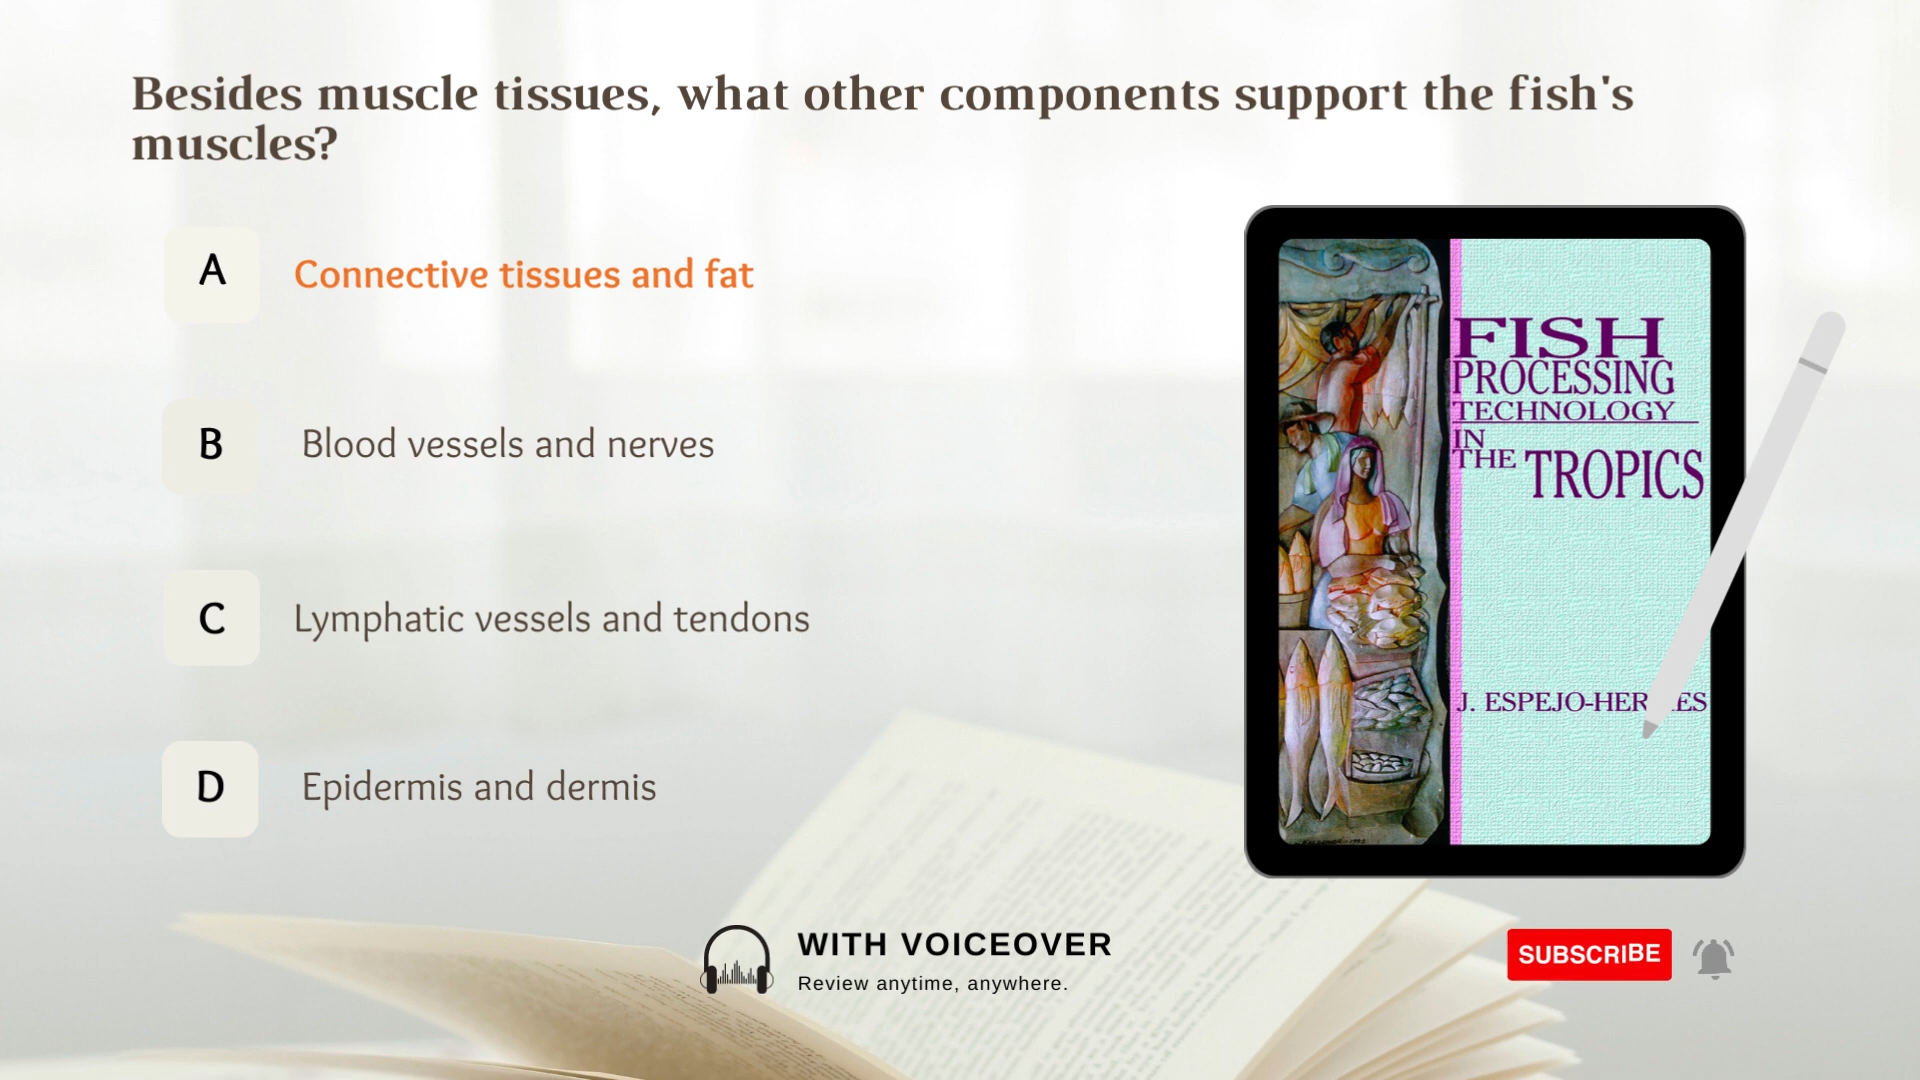 Besides muscle tissues, what other components support the fish's
muscles?
A
Connective tissues and fat
B
Blood vessels and nerves
C
Lymphatic vessels and tendons
D
Epidermis and dermis
FISH
PROCESSING
TECHNOLOGY
IN
THE TROPICS
J.
WITH VOICEOVER
Review anytime, anywhere.
SUBSCRIBE